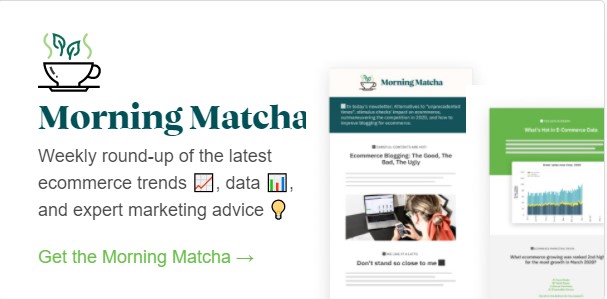 Morning Matcha
Weekly round-up of the latest
ecommerce trends 📈, data 📊,
and expert marketing advice 💡
Get the Morning Matcha →
Morning Matcha
In today's newsletter: Alternatives to "unprecedented
times", stimulus checks' impact on ecommerce,
outmaneuvering the competition in 2020, and how to
improve blogging for ecommerce.
Ecommerce Blogging: The Good, The
Bad, The Ugly
Don't stand so close to me
What's Hot in E-Commerce Data
What ecommerce growing was ranked 2nd high
for the most growth in March 2020?